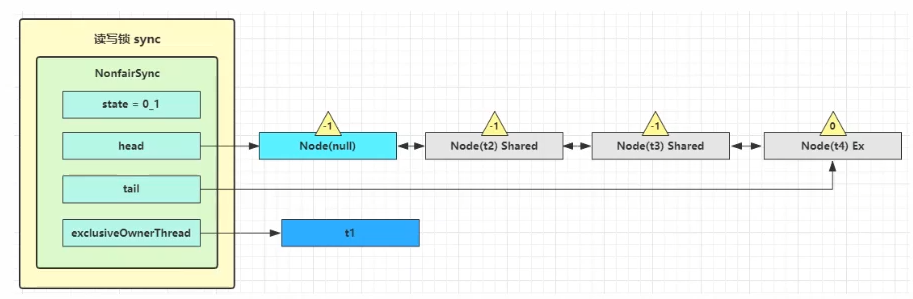 读写锁 sync
NonfairSync
state = 0_1
head
tail
exclusiveOwnerThread
-1
Node(null)
-1
Node(t2) Shared
-1
Node(t3) Shared
0
Node(t4) Ex
t1